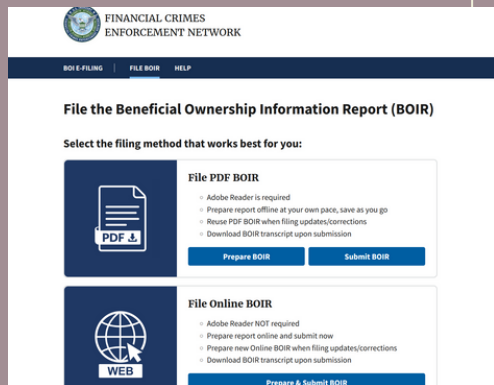 FINANCIAL CRIMES
ENFORCEMENT NETWORK
BOI E-FILING | FILE BOIR HELP
File the Beneficial Ownership Information Report (BOIR)
Select the filing method that works best for you:
File PDF BOIR
Adobe Reader is required
Prepare report offline at your own pace, save as you go
Reuse PDF BOIR when filing updates/corrections
Download BOIR transcript upon submission
PDF
Prepare BOIR Submit BOIR
File Online BOIR
Adobe Reader NOT required
Prepare report online and submit now
Prepare new Online BOIR when filing updates/corrections
Download BOIR transcript upon submission
WEB
Prepare & Submit BOIR